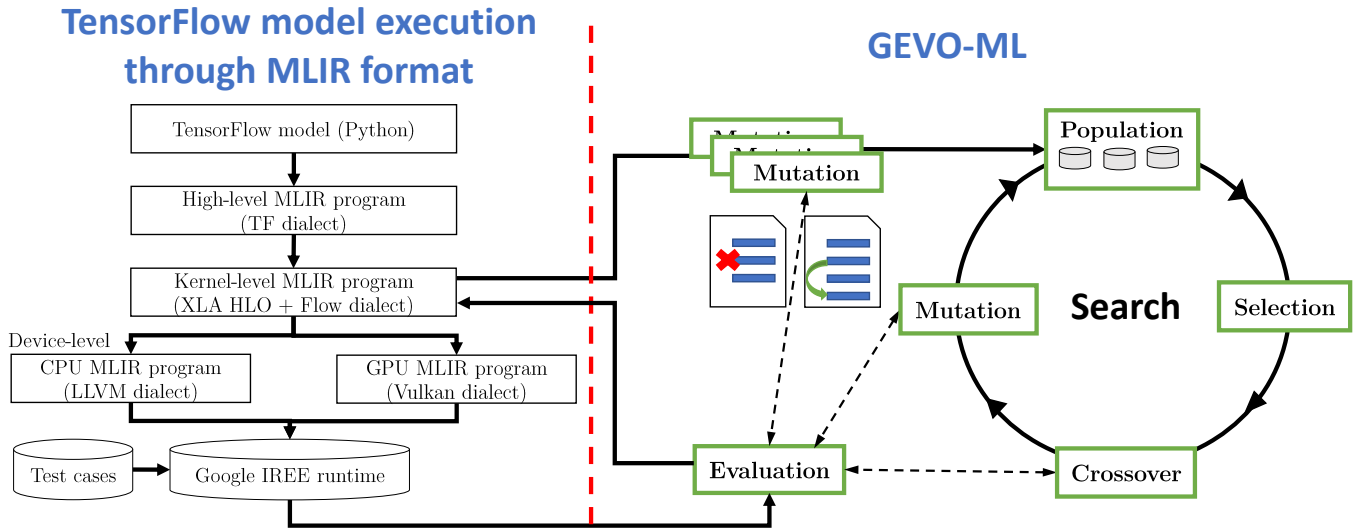 TensorFlow model execution
through MLIR format
TensorFlow model (Python)
High-level MLIR program
(TF dialect)
Kernel-level MLIR program
(XLA HLO + Flow dialect)
Device-level
CPU MLIR program
(LLVM dialect)
GPU MLIR program
(Vulkan dialect)
Test cases
Google IREE runtime
GEVO-ML
Mutation
Mutation
Mutation
Population
Search
Mutation
Selection
Evaluation
Crossover